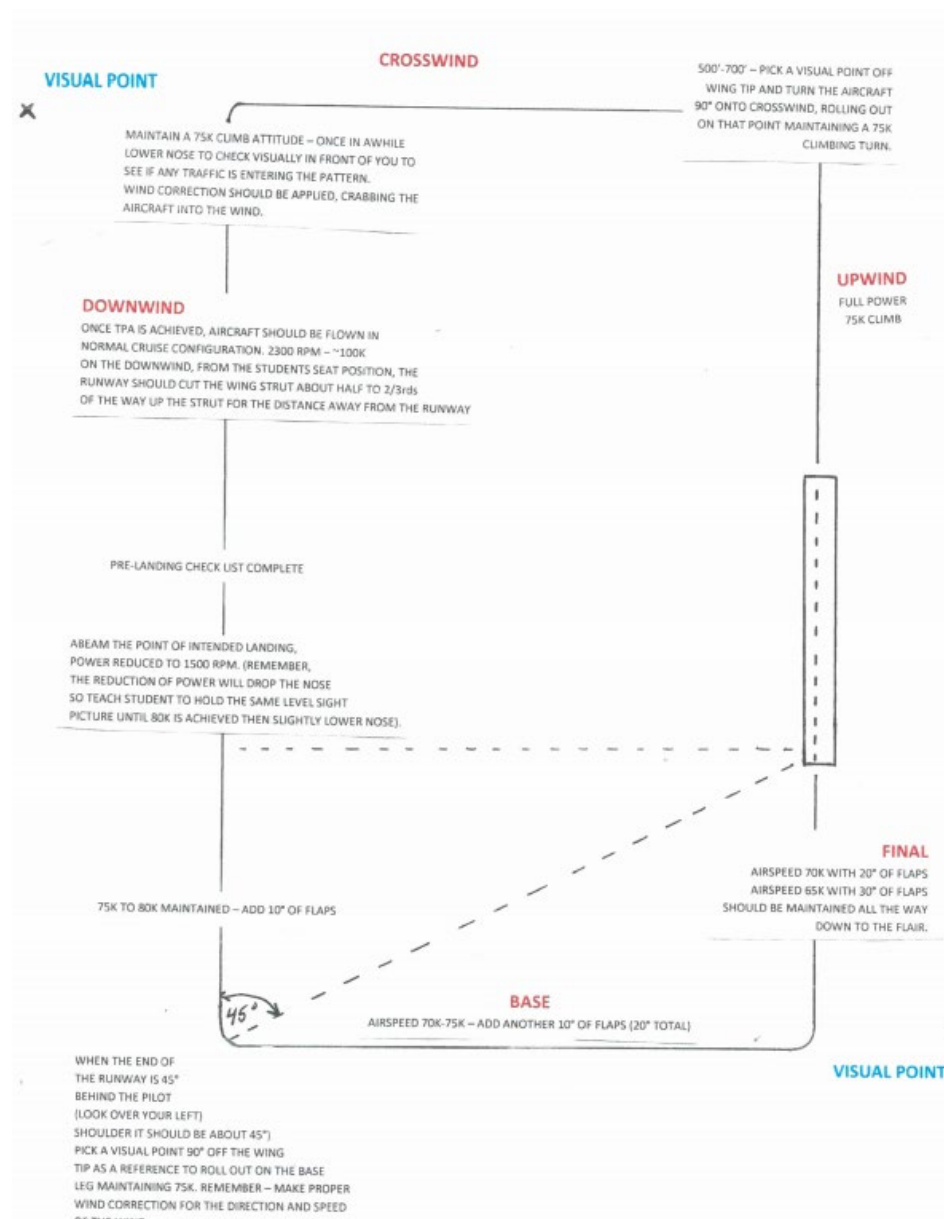 CROSSWIND
VISUAL POINT
X
500'-700' – PICK A VISUAL POINT OFF
WING TIP AND TURN THE AIRCRAFT
90° ONTO CROSSWIND, ROLLING OUT
ON THAT POINT MAINTAINING A 75K
CLIMBING TURN.
MAINTAIN A 75K CLIMB ATTITUDE – ONCE IN AWHILE
LOWER NOSE TO CHECK VISUALLY IN FRONT OF YOU TO
SEE IF ANY TRAFFIC IS ENTERING THE PATTERN.
WIND CORRECTION SHOULD BE APPLIED, CRABBING THE
AIRCRAFT INTO THE WIND.
UPWIND
FULL POWER
75K CLIMB
DOWNWIND
ONCE TPA IS ACHIEVED, AIRCRAFT SHOULD BE FLOWN IN
NORMAL CRUISE CONFIGURATION. 2300 RPM – ~100K
ON THE DOWNWIND, FROM THE STUDENTS SEAT POSITION, THE
RUNWAY SHOULD CUT THE WING STRUT ABOUT HALF TO 2/3rds
OF THE WAY UP THE STRUT FOR THE DISTANCE AWAY FROM THE RUNWAY
PRE-LANDING CHECK LIST COMPLETE
ABEAM THE POINT OF INTENDED LANDING,
POWER REDUCED TO 1500 RPM. (REMEMBER,
THE REDUCTION OF POWER WILL DROP THE NOSE
SO TEACH STUDENT TO HOLD THE SAME LEVEL SIGHT
PICTURE UNTIL 80K IS ACHIEVED THEN SLIGHTLY LOWER NOSE).
FINAL
AIRSPEED 70K WITH 20° OF FLAPS
AIRSPEED 65K WITH 30° OF FLAPS
SHOULD BE MAINTAINED ALL THE WAY
DOWN TO THE FLAIR.
75K TO 80K MAINTAINED – ADD 10° OF FLAPS
45°
BASE
AIRSPEED 70K-75K – ADD ANOTHER 10° OF FLAPS (20° TOTAL)
VISUAL POINT
WHEN THE END OF
THE RUNWAY IS 45°
BEHIND THE PILOT
(LOOK OVER YOUR LEFT)
SHOULDER IT SHOULD BE ABOUT 45°)
PICK A VISUAL POINT 90° OFF THE WING
TIP AS A REFERENCE TO ROLL OUT ON THE BASE
LEG MAINTAINING 75K. REMEMBER – MAKE PROPER
WIND CORRECTION FOR THE DIRECTION AND SPEED